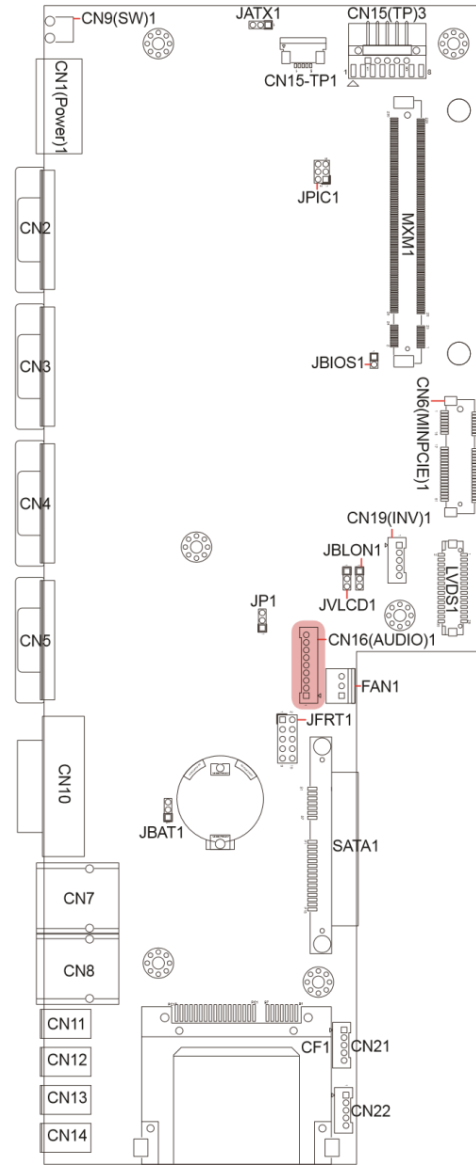 CN9(SW)1
JATX1
CN15(TP)3
CN15-TP1
CN1(Power)1
JPIC1
MXM1
CN2
CN3
JBIOS1
CN6(MINPCIE)1
CN4
CN19(INV)1
JBLON1
LVDS1
JVLCD1
JP1
CN16(AUDIO)1
CN5
FAN1
JFRT1
CN10
JBAT1
SATA1
CN7
CN8
CN11
CF1
CN21
CN12
CN13
CN22
CN14